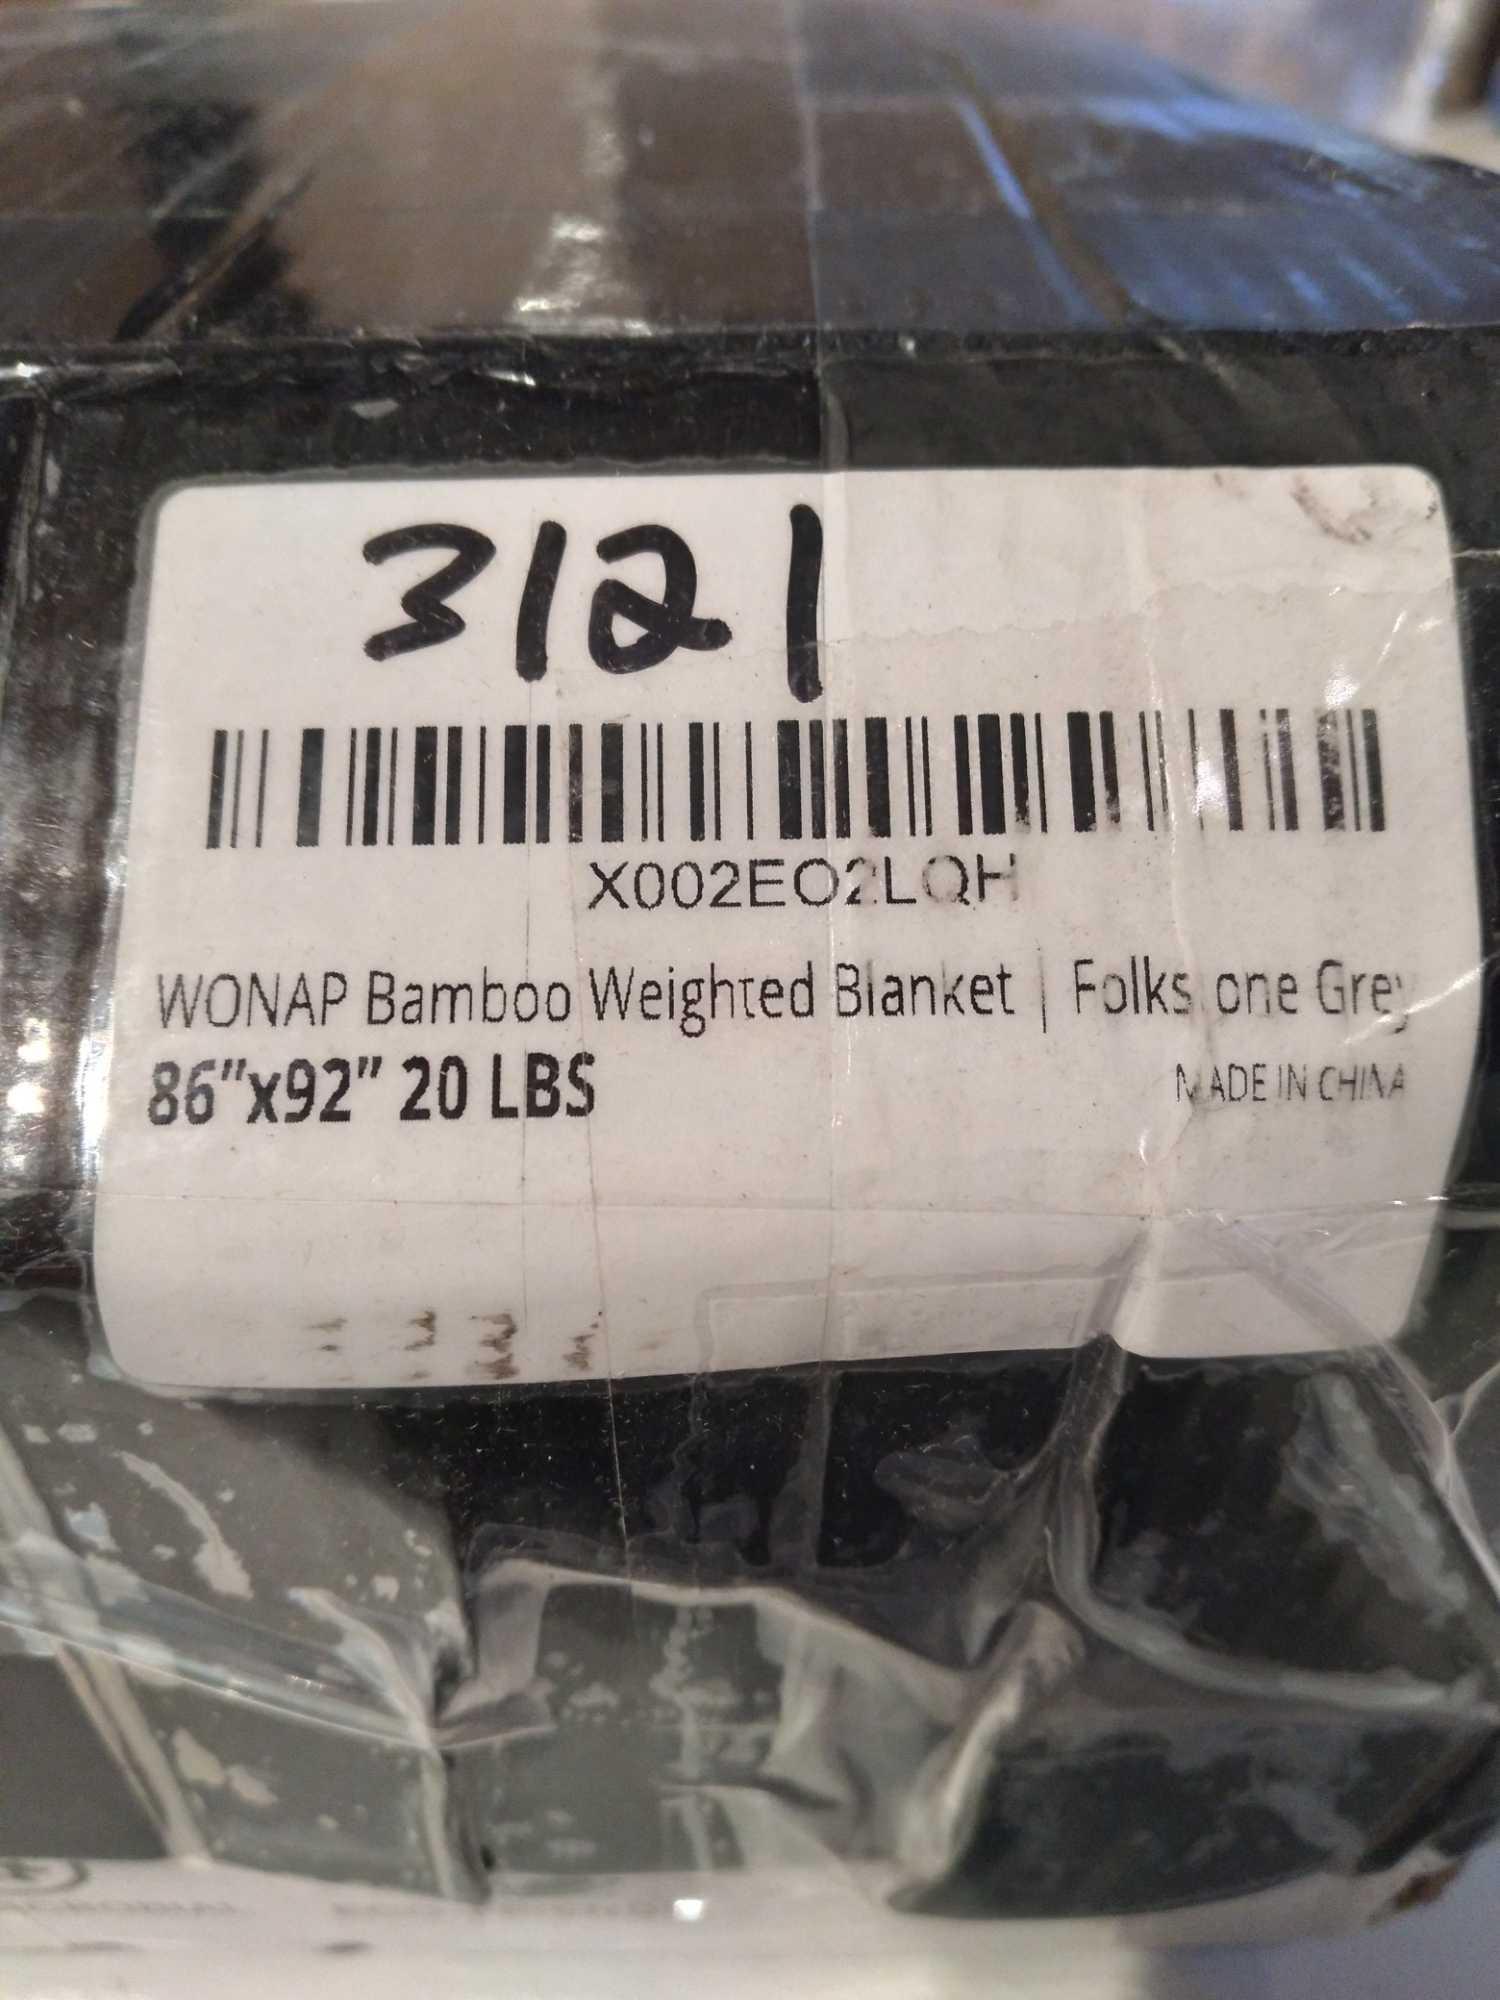 3121
X002EO2LQH
WONAP Bamboo Weighted Blanket | Folkstone Grey
86"x92" 20 LBS
MADE IN CHINA